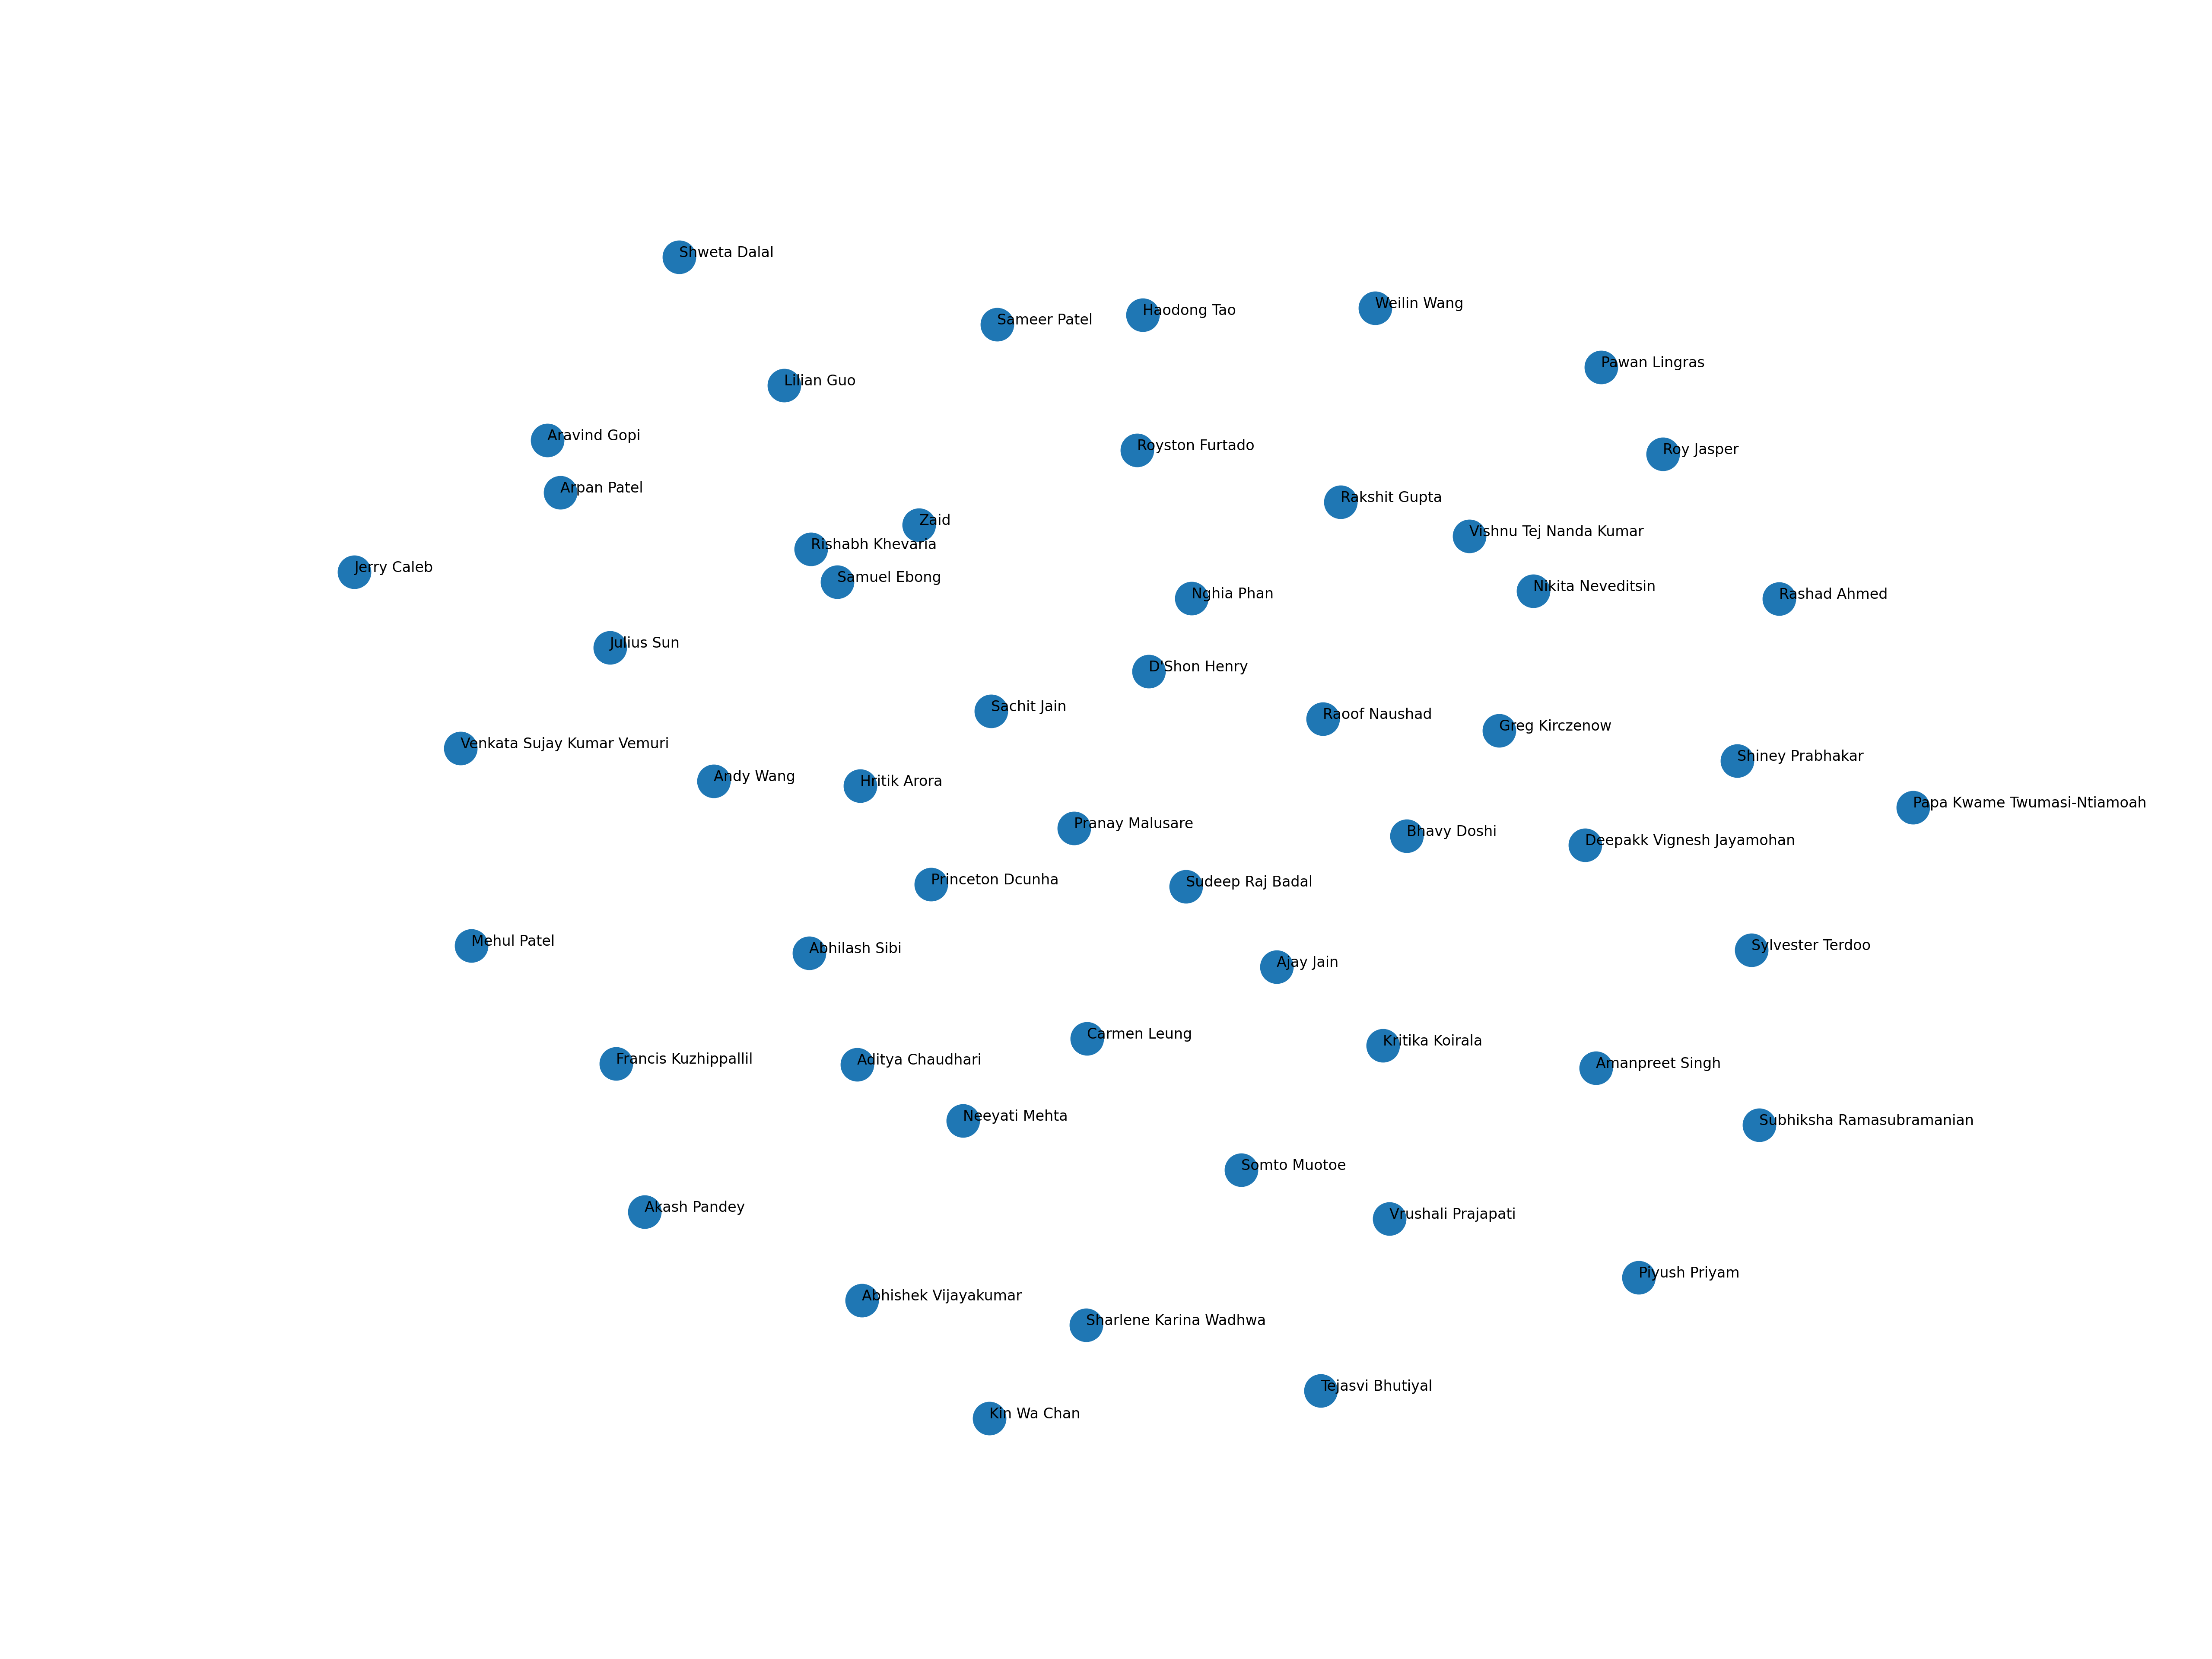 Shweta Dalal
Weilin Wang
Haodong Tao
Sameer Patel
Pawan Lingras
Lilian Guo
Aravind Gopi
Royston Furtado
Roy Jasper
Arpan Patel
Rakshit Gupta
Zaid
Vishnu Tej Nanda Kumar
Rishabh Khevaria
Jerry Caleb
Samuel Ebong
Nikita Neveditsin
Nghia Phan
Rashad Ahmed
Julius Sun
D'Shon Henry
Sachit Jain
Raoof Naushad
Greg Kirczenow
Venkata Sujay Kumar Vemuri
Shiney Prabhakar
Andy Wang
Hritik Arora
Papa Kwame Twumasi-Ntiamoah
Pranay Malusare
Bhavy Doshi
Deepakk Vignesh Jayamohan
Princeton Dcunha
Sudeep Raj Badal
Mehul Patel
Sylvester Terdoo
Abhilash Sibi
Ajay Jain
Carmen Leung
Kritika Koirala
Francis Kuzhippallil
Aditya Chaudhari
Amanpreet Singh
Neeyati Mehta
Subhiksha Ramasubramanian
Somto Muotoe
Akash Pandey
Vrushali Prajapati
Piyush Priyam
Abhishek Vijayakumar
Sharlene Karina Wadhwa
Tejasvi Bhutiyal
Kin Wa Chan